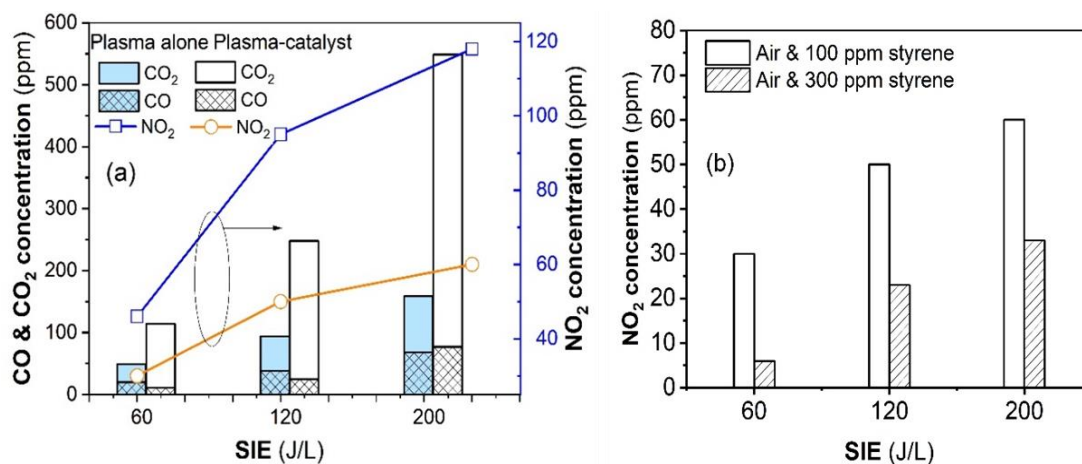 CO & CO₂ concentration (ppm)
600
500
400
300
200
100
0
Plasma alone Plasma-catalyst
CO₂ CO₂
CO CO
NO₂ NO₂
(a)
120
100
80
60
40
NO₂ concentration (ppm)
60 120 200
SIE (J/L)
NO₂ concentration (ppm)
80
70
60
50
40
30
20
10
0
Air & 100 ppm styrene
Air & 300 ppm styrene
(b)
60 120 200
SIE (J/L)